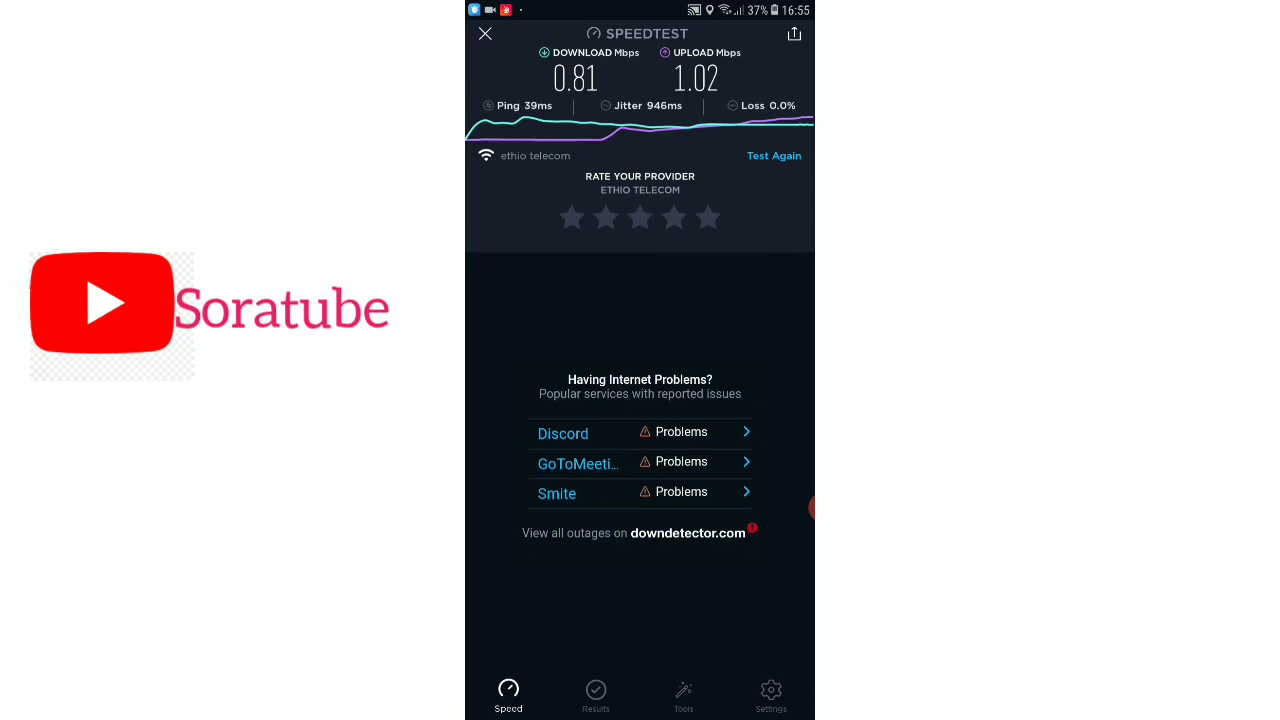 37% 16:55
SPEEDTEST
DOWNLOAD Mbps UPLOAD Mbps
0.81 1.02
Ping 39ms Jitter 946ms Loss 0.0%
ethio telecom Test Again
RATE YOUR PROVIDER
ETHIO TELECOM
Soratube
Having Internet Problems?
Popular services with reported issues
Discord Problems
GoToMeeti... Problems
Smite Problems
View all outages on downdetector.com
Speed Results Tools Settings